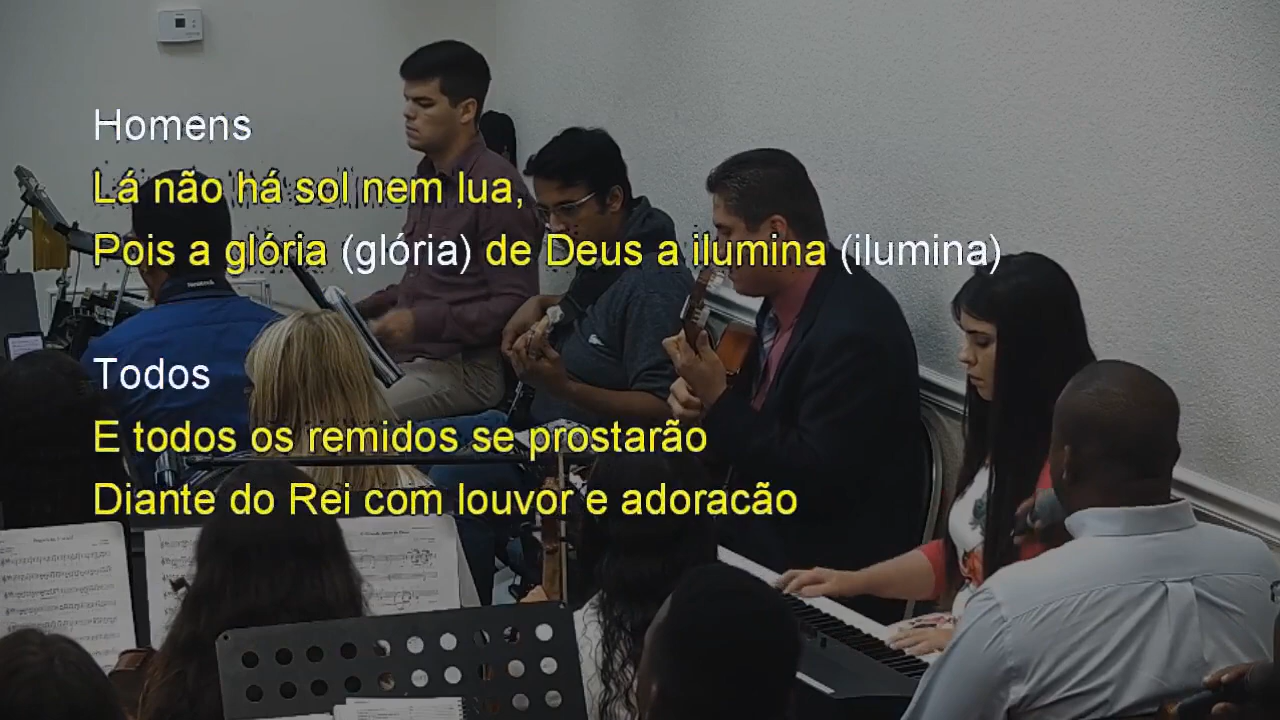 Homens
Lá não há sol nem lua,
Pois a glória (glória) de Deus a ilumina (ilumina)
Todos
E todos os remidos se prostarão
Diante do Rei com louvor e adoracão